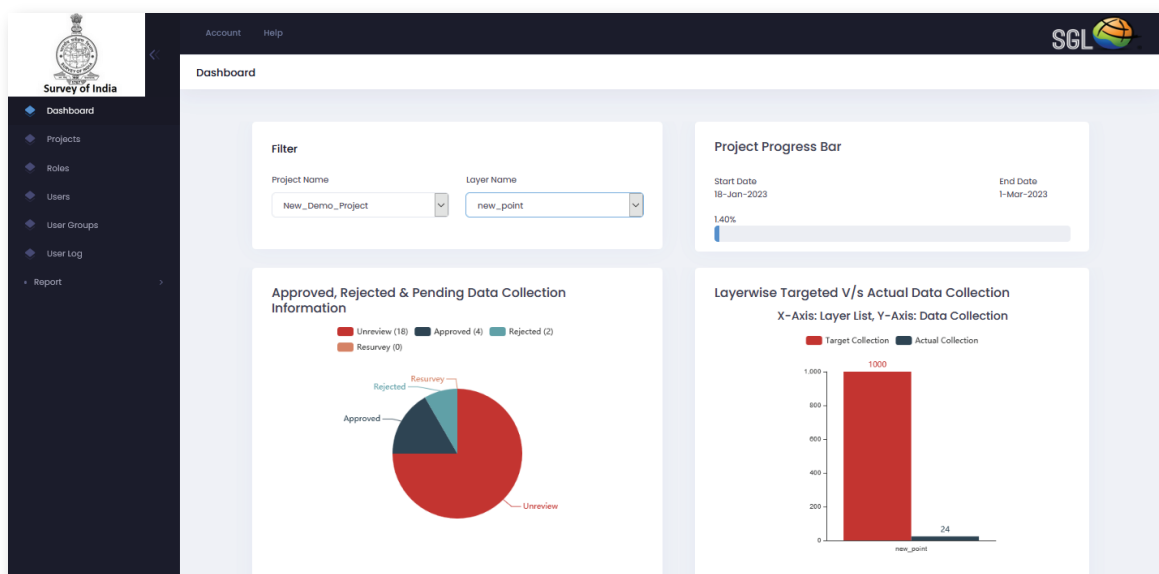 Survey of India
Account Help
SGL
Dashboard
Dashboard
Projects
Roles
Users
User Groups
User Log
Report
Filter
Project Name
Layer Name
New_Demo_Project
new_point
Project Progress Bar
Start Date
18-Jan-2023
End Date
1-Mar-2023
1.40%
Approved, Rejected & Pending Data Collection
Information
Unreview (18) Approved (4) Rejected (2)
Resurvey (0)
Resurvey
Rejected
Approved
Unreview
Layerwise Targeted V/s Actual Data Collection
X-Axis: Layer List, Y-Axis: Data Collection
Target Collection Actual Collection
1000
1,000
800
600
400
200
0
24
new_point